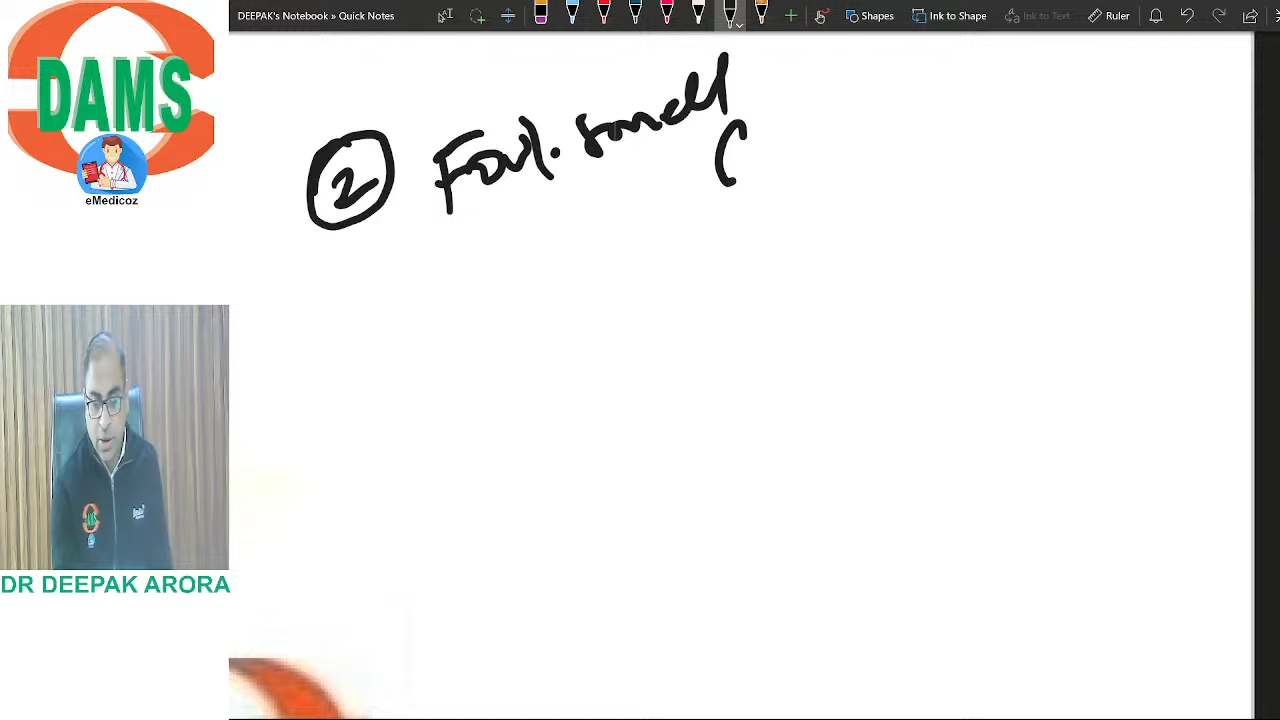 DEEPAK's Notebook » Quick Notes
Shapes
Ink to Shape
Ink to Text
Ruler
DAMS
eMedicoz
② Foul smell
(
DR DEEPAK ARORA